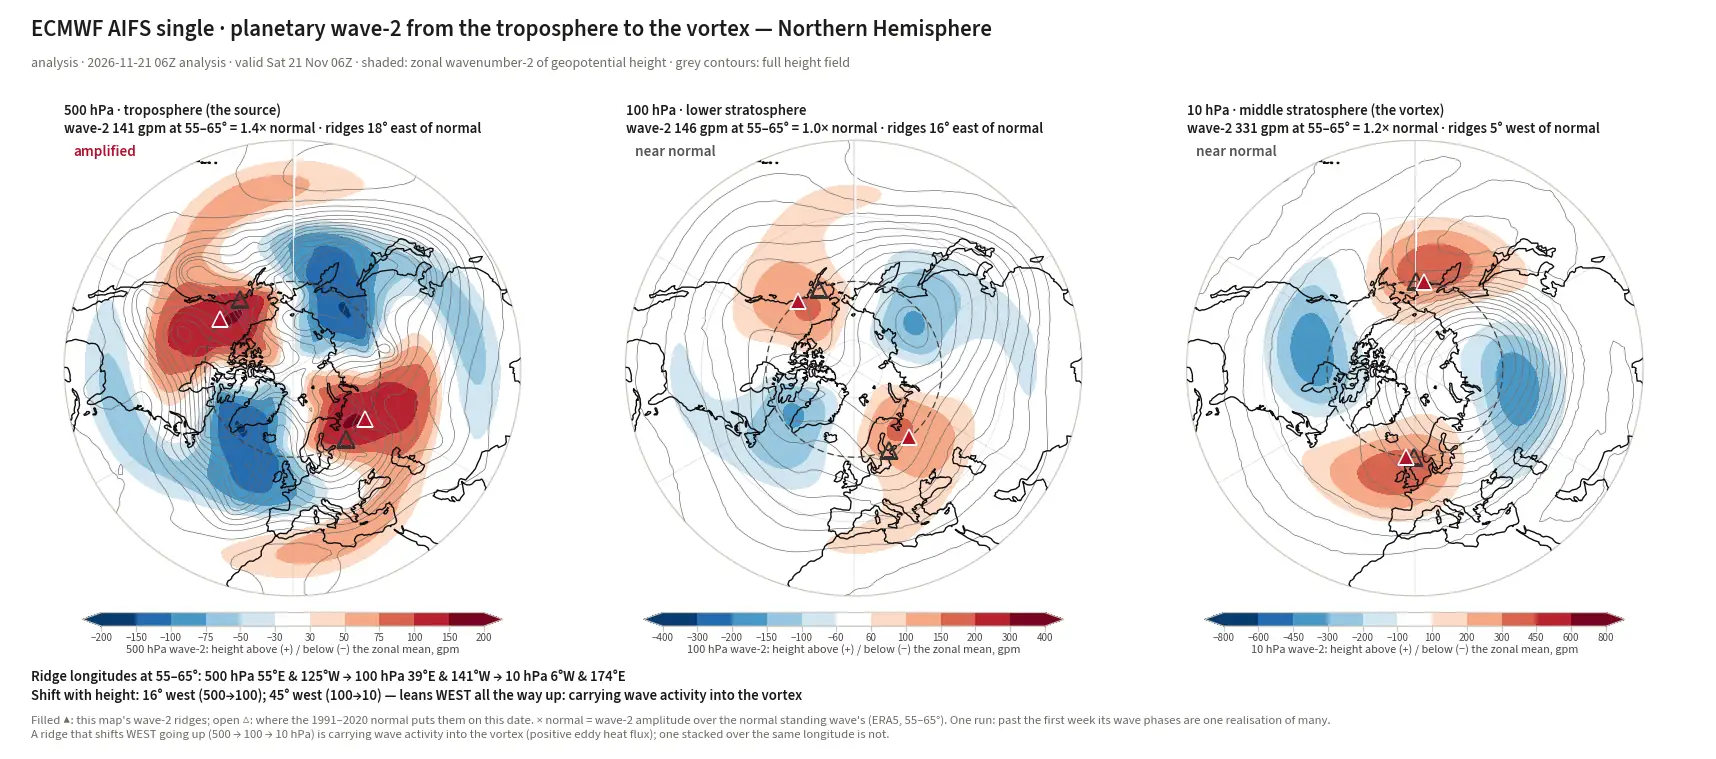 ECMWF AIFS single · planetary wave-2 from the troposphere to the vortex — Northern Hemisphere
analysis · 2026-11-21 06Z analysis · valid Sat 21 Nov 06Z · shaded: zonal wavenumber-2 of geopotential height · grey contours: full height field
500 hPa · troposphere (the source)
wave-2 141 gpm at 55–65° = 1.4× normal · ridges 18° east of normal
amplified
100 hPa · lower stratosphere
wave-2 146 gpm at 55–65° = 1.0× normal · ridges 16° east of normal
near normal
10 hPa · middle stratosphere (the vortex)
wave-2 331 gpm at 55–65° = 1.2× normal · ridges 5° west of normal
near normal
−200 −150 −100 −75 −50 −30 30 50 75 100 150 200
500 hPa wave-2: height above (+) / below (−) the zonal mean, gpm
−400 −300 −200 −150 −100 −60 60 100 150 200 300 400
100 hPa wave-2: height above (+) / below (−) the zonal mean, gpm
−800 −600 −450 −300 −200 −100 100 200 300 450 600 800
10 hPa wave-2: height above (+) / below (−) the zonal mean, gpm
Ridge longitudes at 55–65°: 500 hPa 55°E & 125°W → 100 hPa 39°E & 141°W → 10 hPa 6°W & 174°E
Shift with height: 16° west (500→100); 45° west (100→10) — leans WEST all the way up: carrying wave activity into the vortex
Filled ▲: this map's wave-2 ridges; open △: where the 1991–2020 normal puts them on this date. × normal = wave-2 amplitude over the normal standing wave's (ERA5, 55–65°). One run: past the first week its wave phases are one realisation of many.
A ridge that shifts WEST going up (500 → 100 → 10 hPa) is carrying wave activity into the vortex (positive eddy heat flux); one stacked over the same longitude is not.